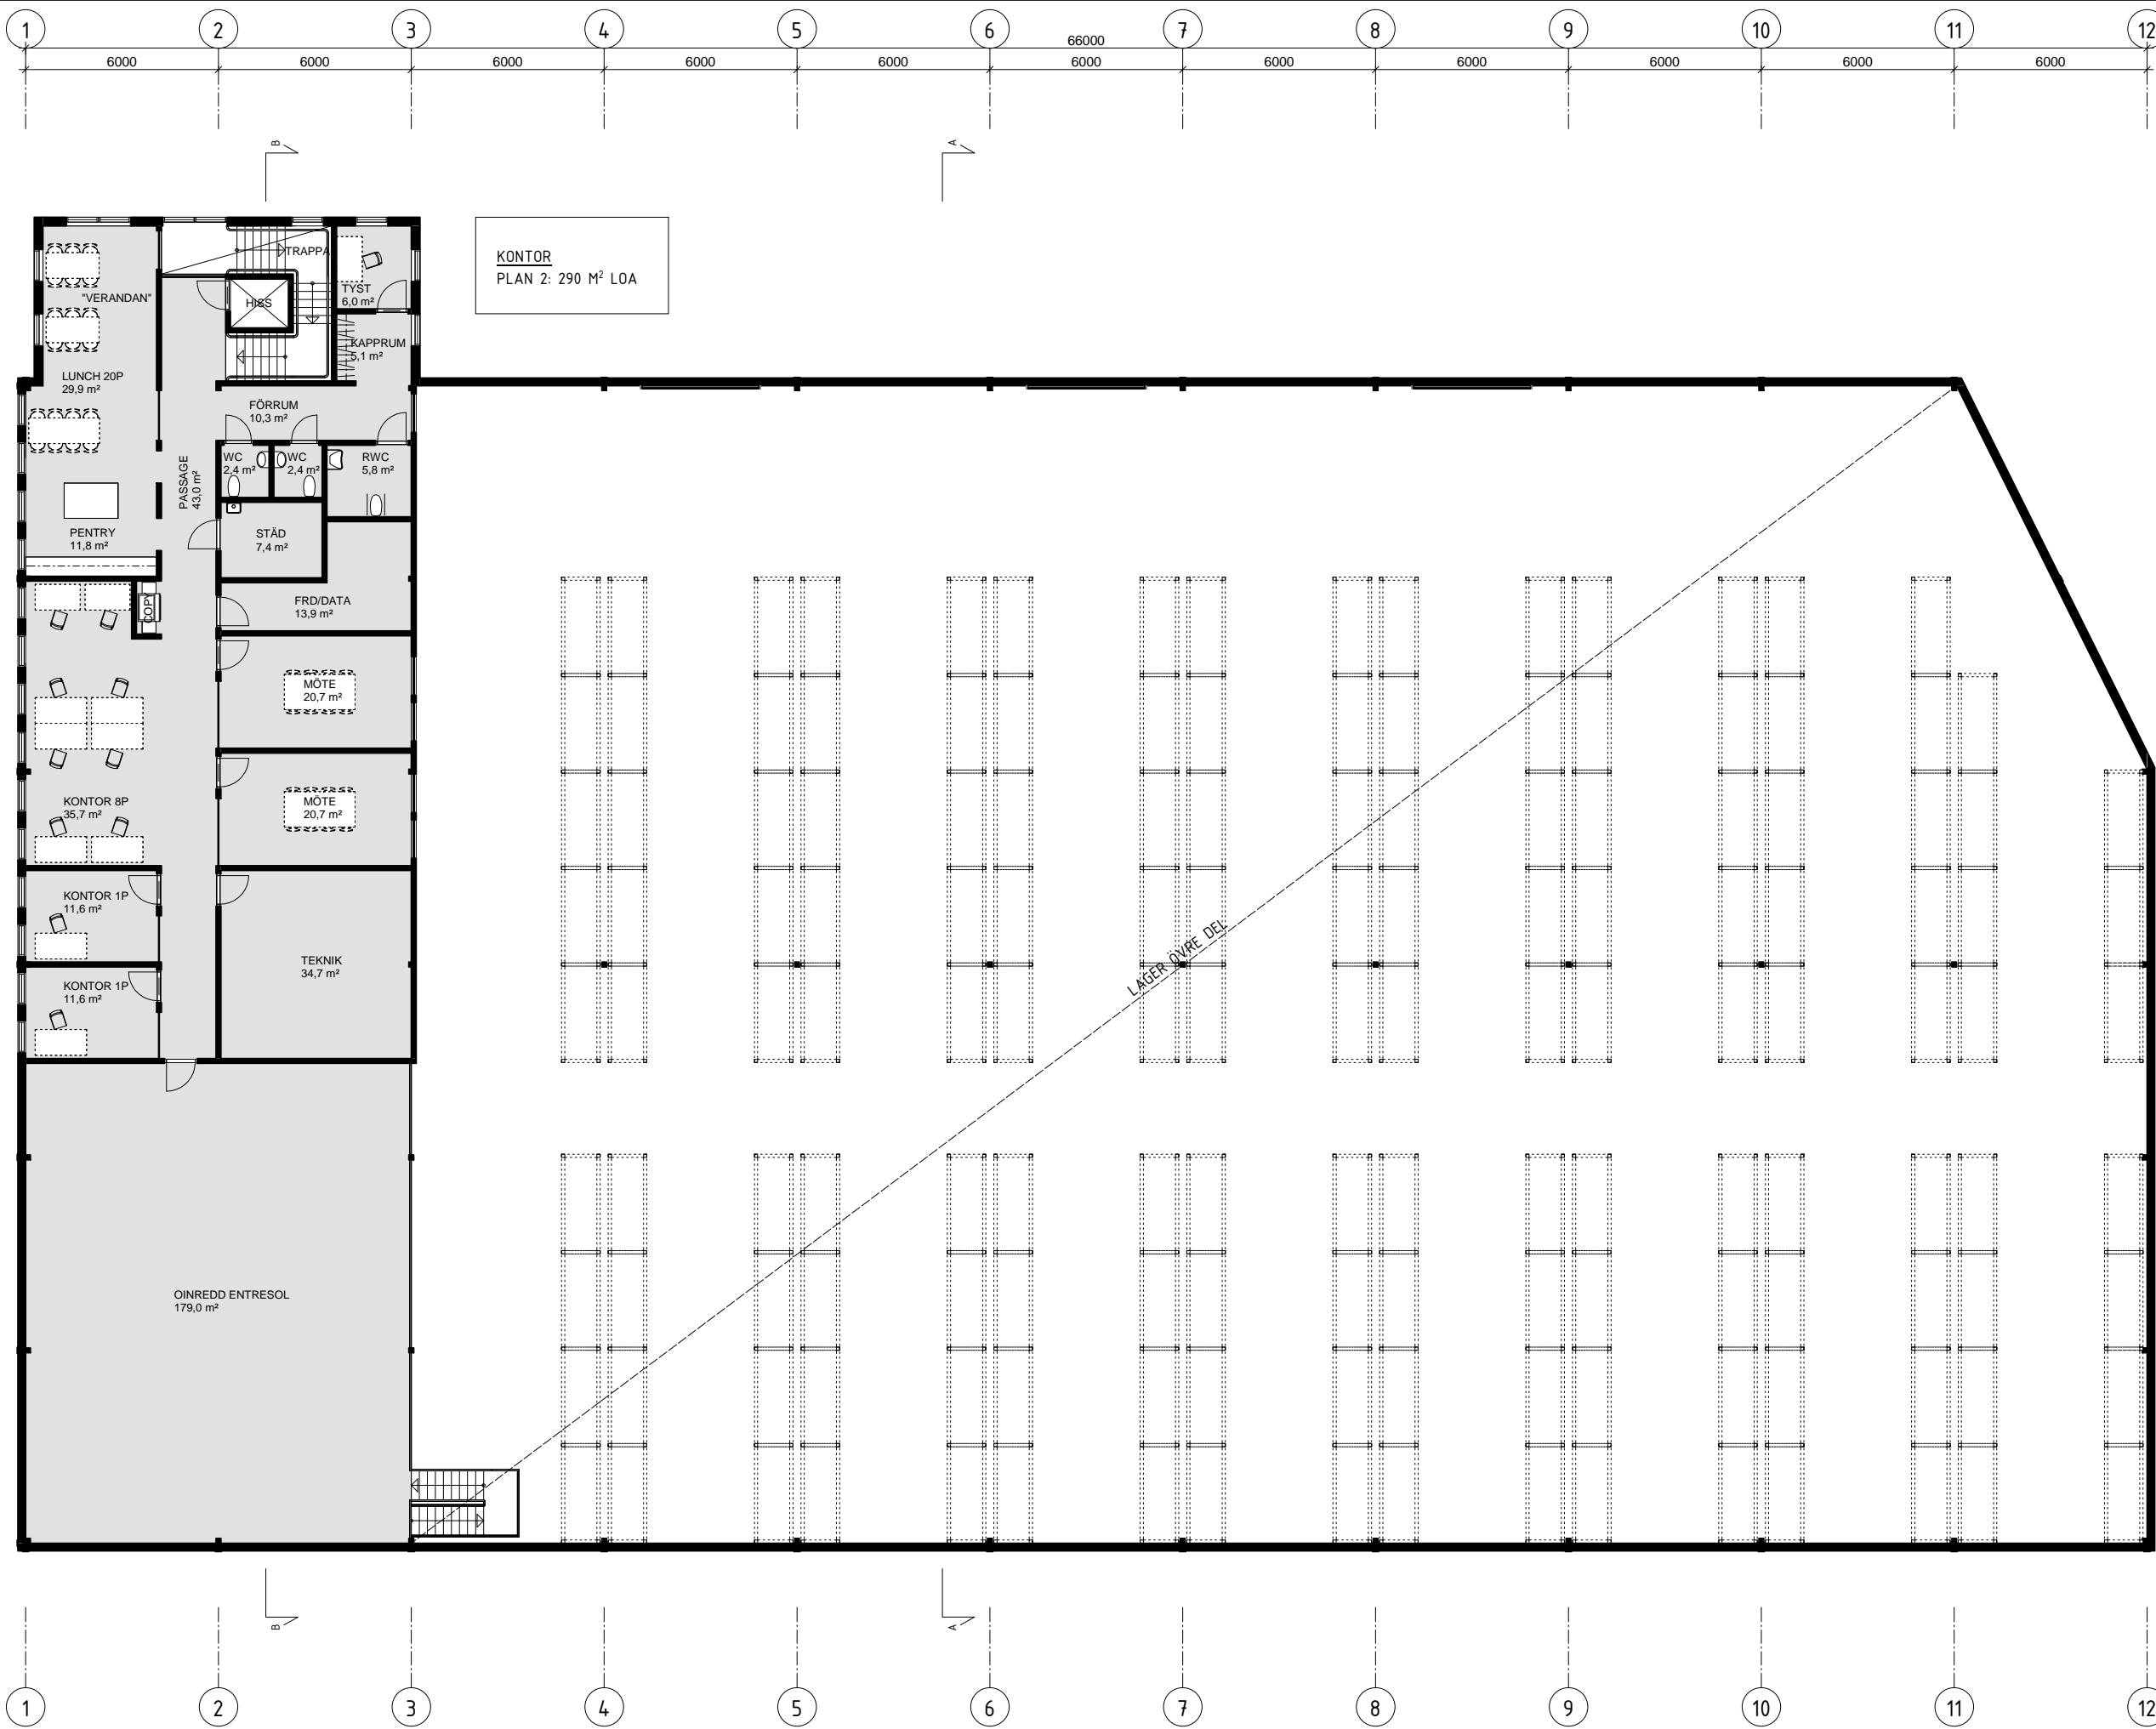 1 2 3 4 5 6 7 8 9 10 11 12
66000
6000 6000 6000 6000 6000 6000 6000 6000 6000 6000 6000
B A
KONTOR
PLAN 2: 290 M² LOA
TRAPPA
HISS
TYST
6,0 m²
"VERANDAN"
KAPPRUM
5,1 m²
LUNCH 20P
29,9 m²
FÖRRUM
10,3 m²
WC
2,4 m²
WC
2,4 m²
RWC
5,8 m²
PASSAGE
43,0 m²
PENTRY
11,8 m²
STÄD
7,4 m²
COPY
FRD/DATA
13,9 m²
MÖTE
20,7 m²
MÖTE
20,7 m²
KONTOR 8P
35,7 m²
KONTOR 1P
11,6 m²
TEKNIK
34,7 m²
KONTOR 1P
11,6 m²
LAGER ÖVRE DEL
OINREDD ENTRESOL
179,0 m²
B A
1 2 3 4 5 6 7 8 9 10 11 12